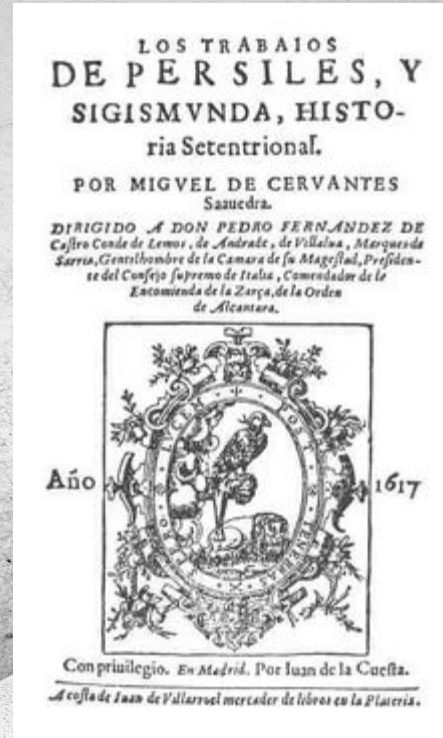 LOS TRABAIOS
DE PERSILES, Y
SIGISMVNDA, HISTO-
ria Setentrional.
POR MIGVEL DE CERVANTES
Saauedra.
DIRIGIDO A DON PEDRO FERNANDEZ DE
Castro Conde de Lemos, de Andrade, de Villalua, Marques de
Sarria, Gentilhombre de la Camara de su Magestad, Presiden-
te del Consejo supremo de Italia, Comendador de la
Encomienda de la Zarça, de la Orden
de Alcantara.
Año 1617
POST TENEBRAS SPERO LVCEM
Con priuilegio. En Madrid. Por Iuan de la Cuesta.
A costa de Iuan de Villarroel mercader de libros en la Plateria.